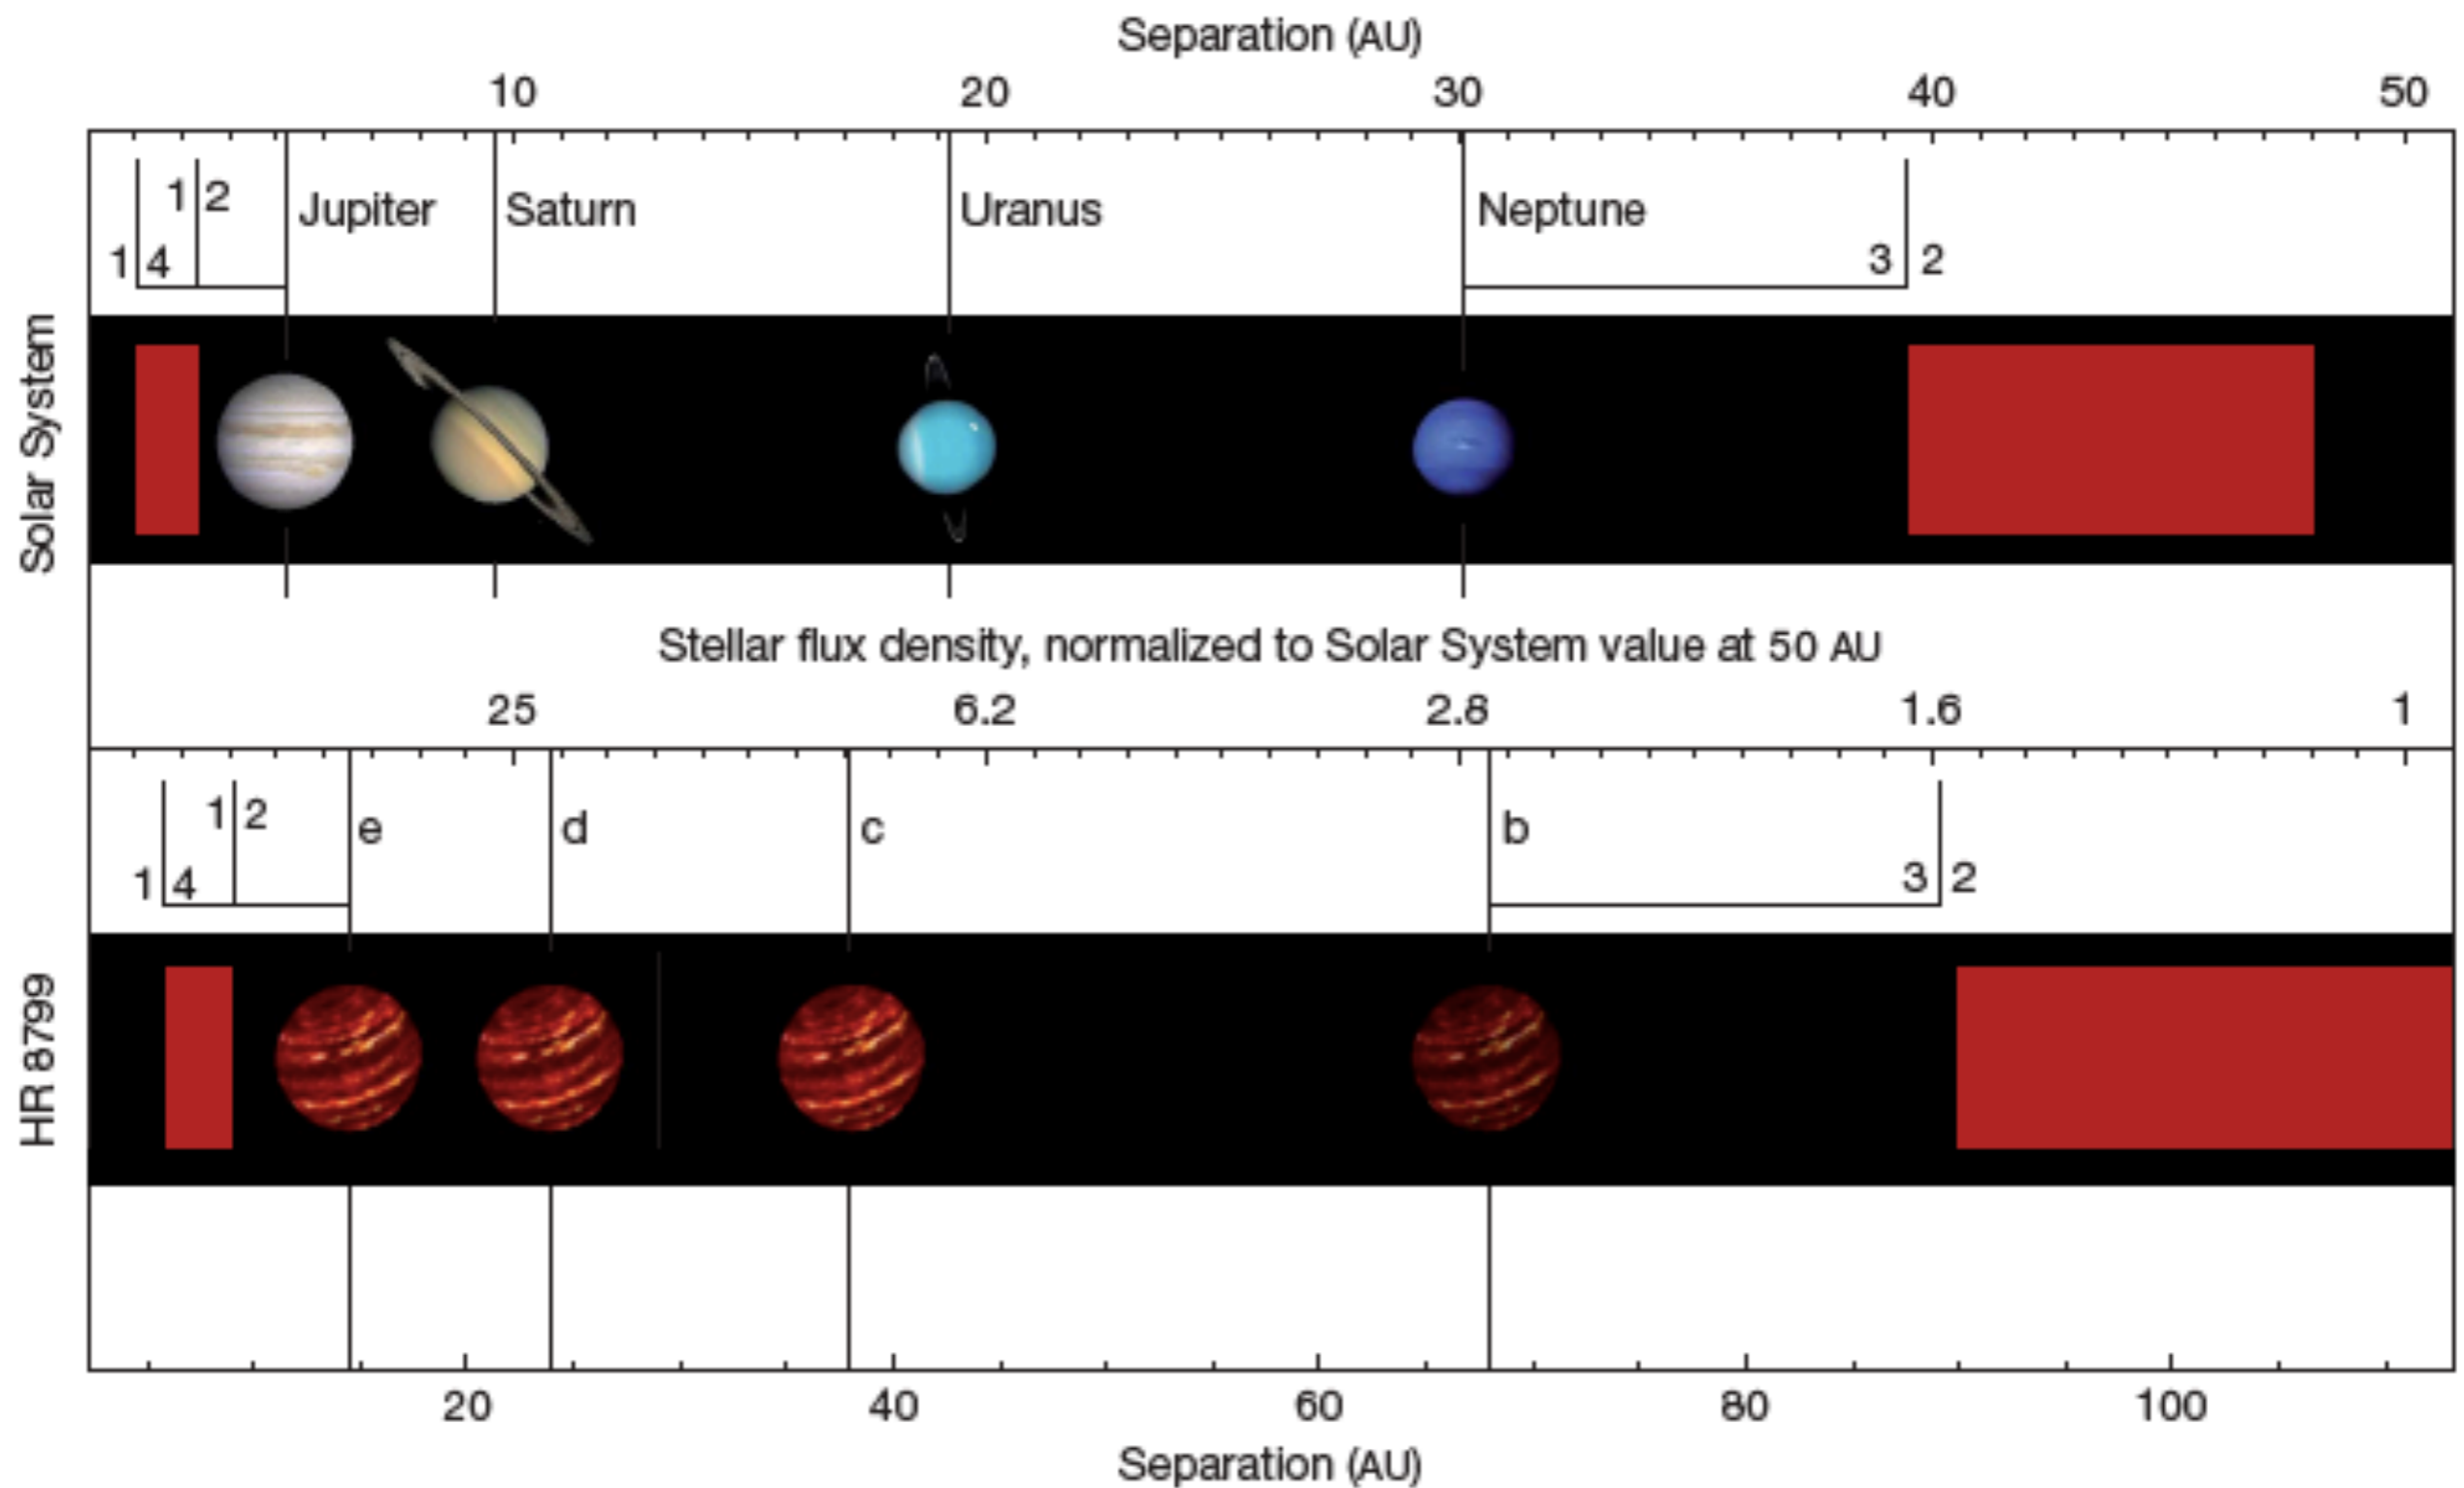 Separation (AU)
10 20 30 40 50
1 2 Jupiter Saturn Uranus Neptune
1 4 3 2
Solar System
Stellar flux density, normalized to Solar System value at 50 AU
25 6.2 2.8 1.6 1
1 2 e d c b
1 4 3 2
HR 8799
20 40 60 80 100
Separation (AU)